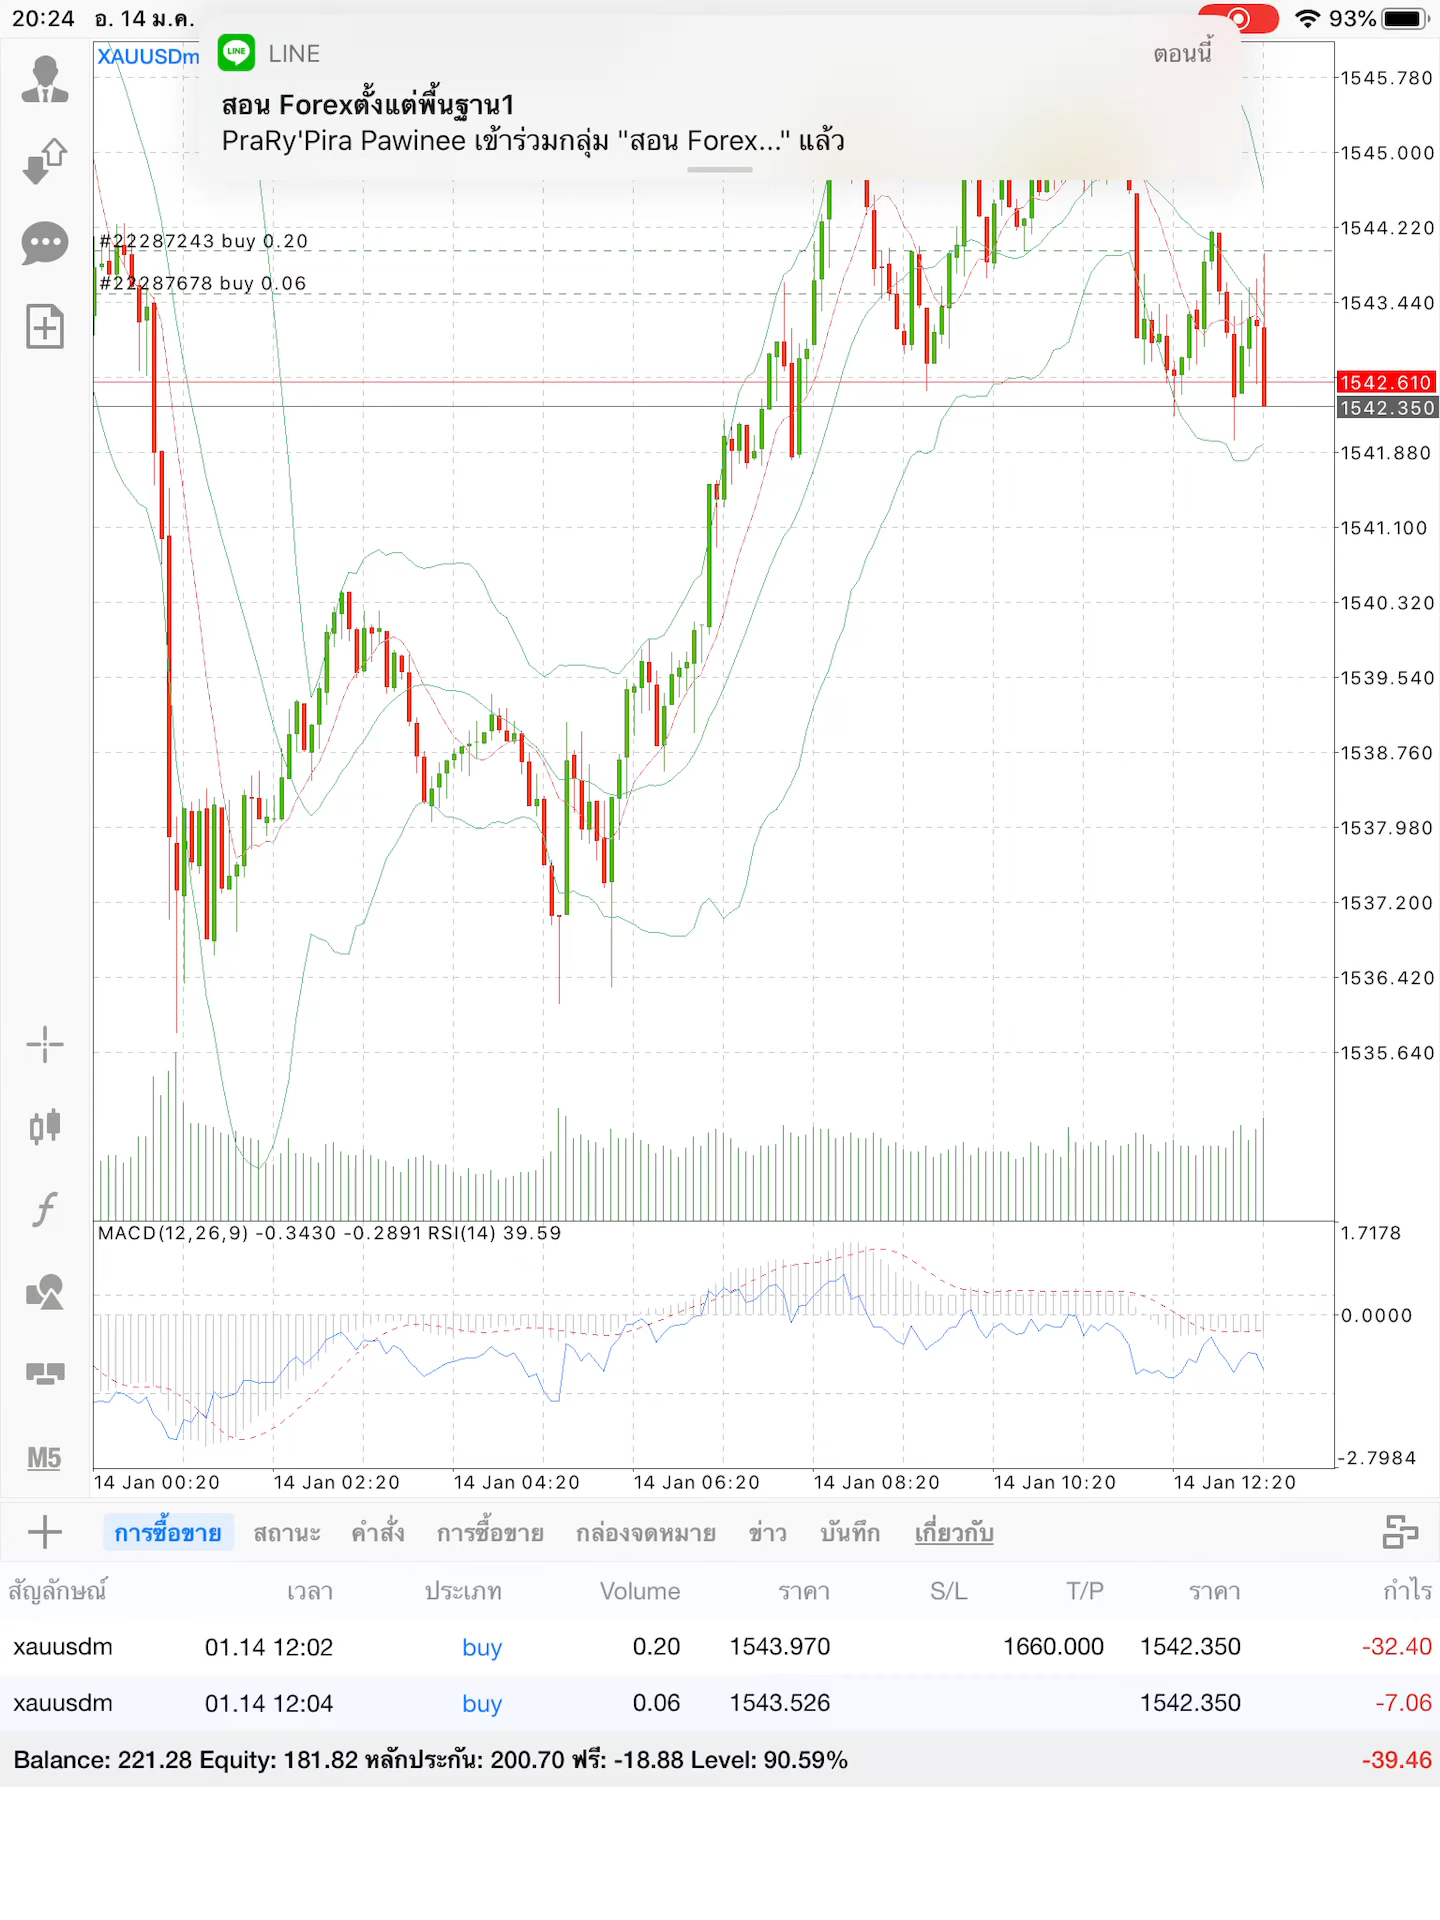 20:24 อ. 14 ม.ค. 93%
LINE ตอนนี้
สอน Forexตั้งแต่พื้นฐาน1
PraRy'Pira Pawinee เข้าร่วมกลุ่ม "สอน Forex..." แล้ว
XAUUSDm
1545.780
1545.000
1544.220
#22287243 buy 0.20
#22287678 buy 0.06
1543.440
1542.610
1542.350
1541.880
1541.100
1540.320
1539.540
1538.760
1537.980
1537.200
1536.420
1535.640
MACD(12,26,9) -0.3430 -0.2891 RSI(14) 39.59
1.7178
0.0000
-2.7984
M5
14 Jan 00:20 14 Jan 02:20 14 Jan 04:20 14 Jan 06:20 14 Jan 08:20 14 Jan 10:20 14 Jan 12:20
การซื้อขาย สถานะ คำสั่ง การซื้อขาย กล่องจดหมาย ข่าว บันทึก เกี่ยวกับ
สัญลักษณ์ เวลา ประเภท Volume ราคา S/L T/P ราคา กำไร
xauusdm 01.14 12:02 buy 0.20 1543.970 1660.000 1542.350 -32.40
xauusdm 01.14 12:04 buy 0.06 1543.526 1542.350 -7.06
Balance: 221.28 Equity: 181.82 หลักประกัน: 200.70 ฟรี: -18.88 Level: 90.59% -39.46